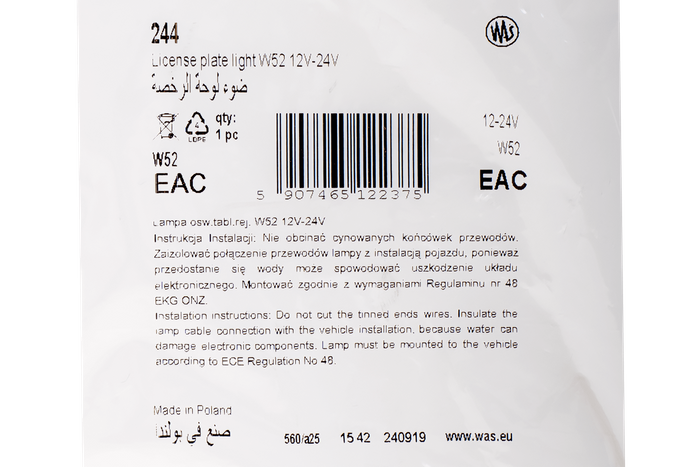 244
WAS
License plate light W52 12V-24V
ضوء لوحة الرخصة
qty:
1 pc
LDPE
12-24V
W52
W52
EAC
EAC
5 907465 122375
Lampa osw.tabl.rej. W52 12V-24V
Instrukcja Instalacji: Nie obcinać cynowanych końcówek przewodów.
Zaizolować połączenie przewodów lampy z instalacją pojazdu, ponieważ
przedostanie się wody może spowodować uszkodzenie układu
elektronicznego. Montować zgodnie z wymaganiami Regulaminu nr 48
EKG ONZ.
Instalation instructions: Do not cut the tinned ends wires. Insulate the
lamp cable connection with the vehicle installation, because water can
damage electronic components. Lamp must be mounted to the vehicle
according to ECE Regulation No 48.
Made in Poland
صنع في بولندا
560/a25 15 42 240919 www.was.eu